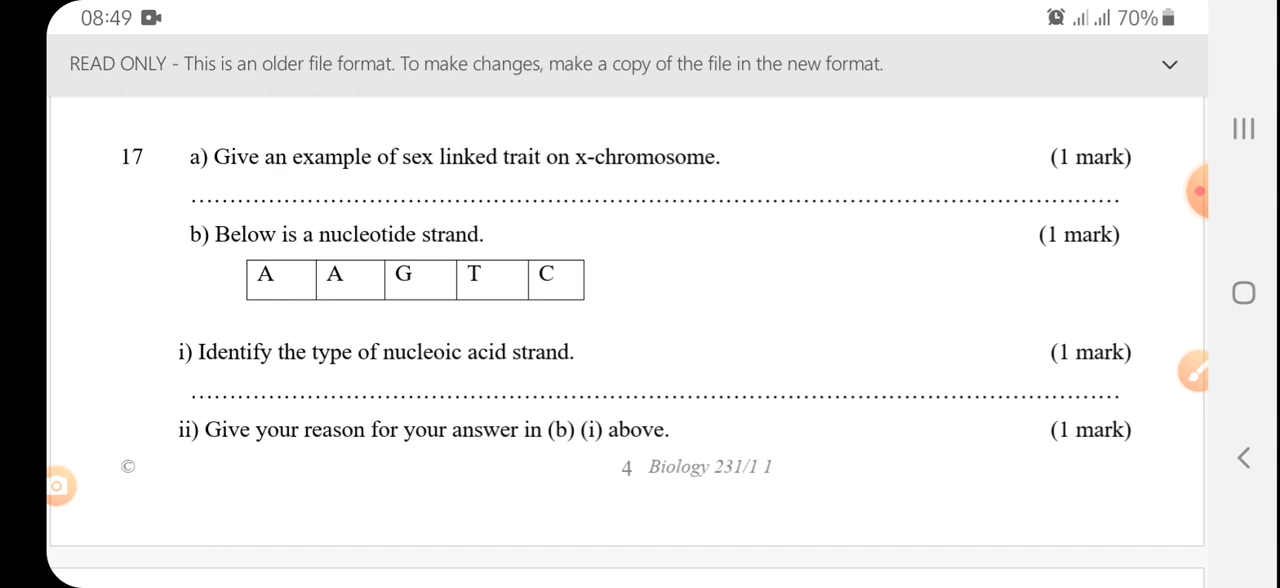 08:49 70%
READ ONLY - This is an older file format. To make changes, make a copy of the file in the new format.
17 a) Give an example of sex linked trait on x-chromosome. (1 mark)
................................................................................................................
b) Below is a nucleotide strand. (1 mark)
A A G T C
i) Identify the type of nucleoic acid strand. (1 mark)
................................................................................................................
ii) Give your reason for your answer in (b) (i) above. (1 mark)
© 4 Biology 231/1 1